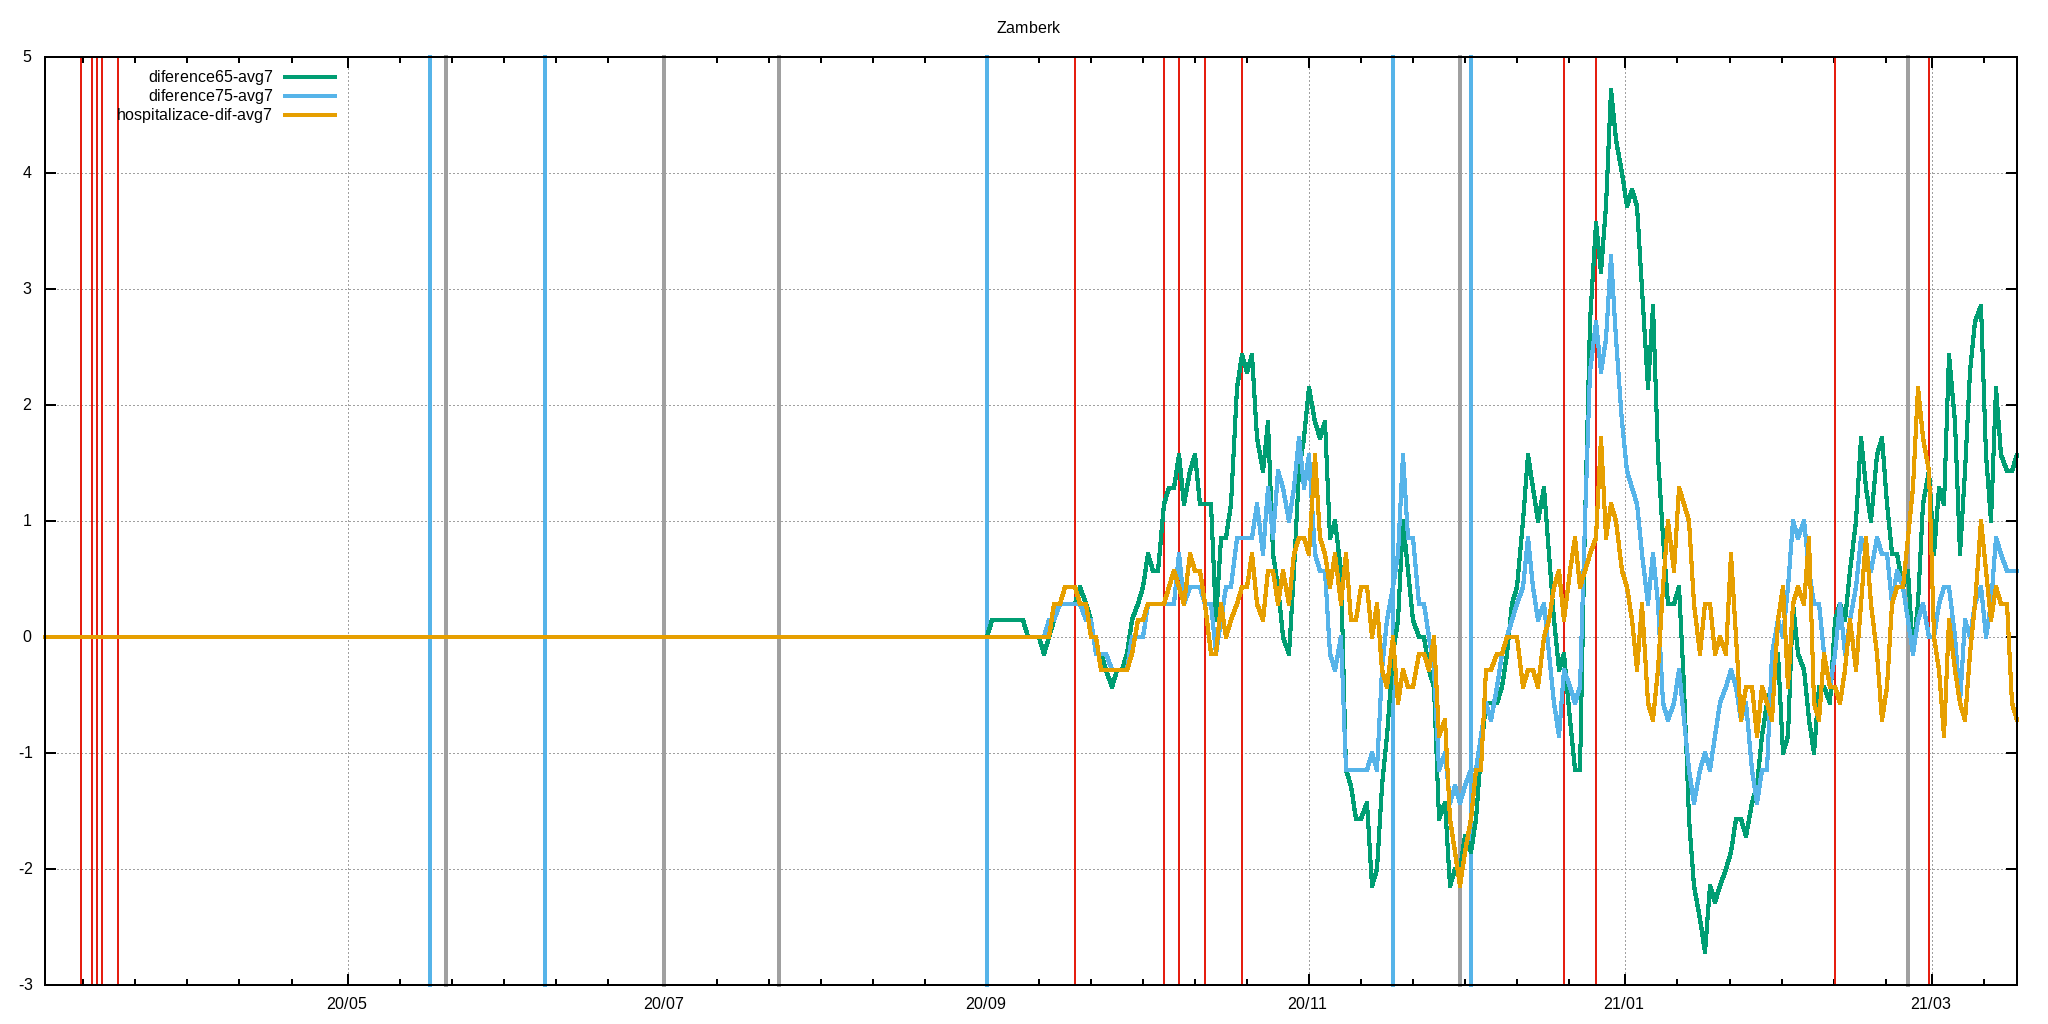 Zamberk
diference65-avg7
diference75-avg7
hospitalizace-dif-avg7
5
4
3
2
1
0
-1
-2
-3
20/05 20/07 20/09 20/11 21/01 21/03